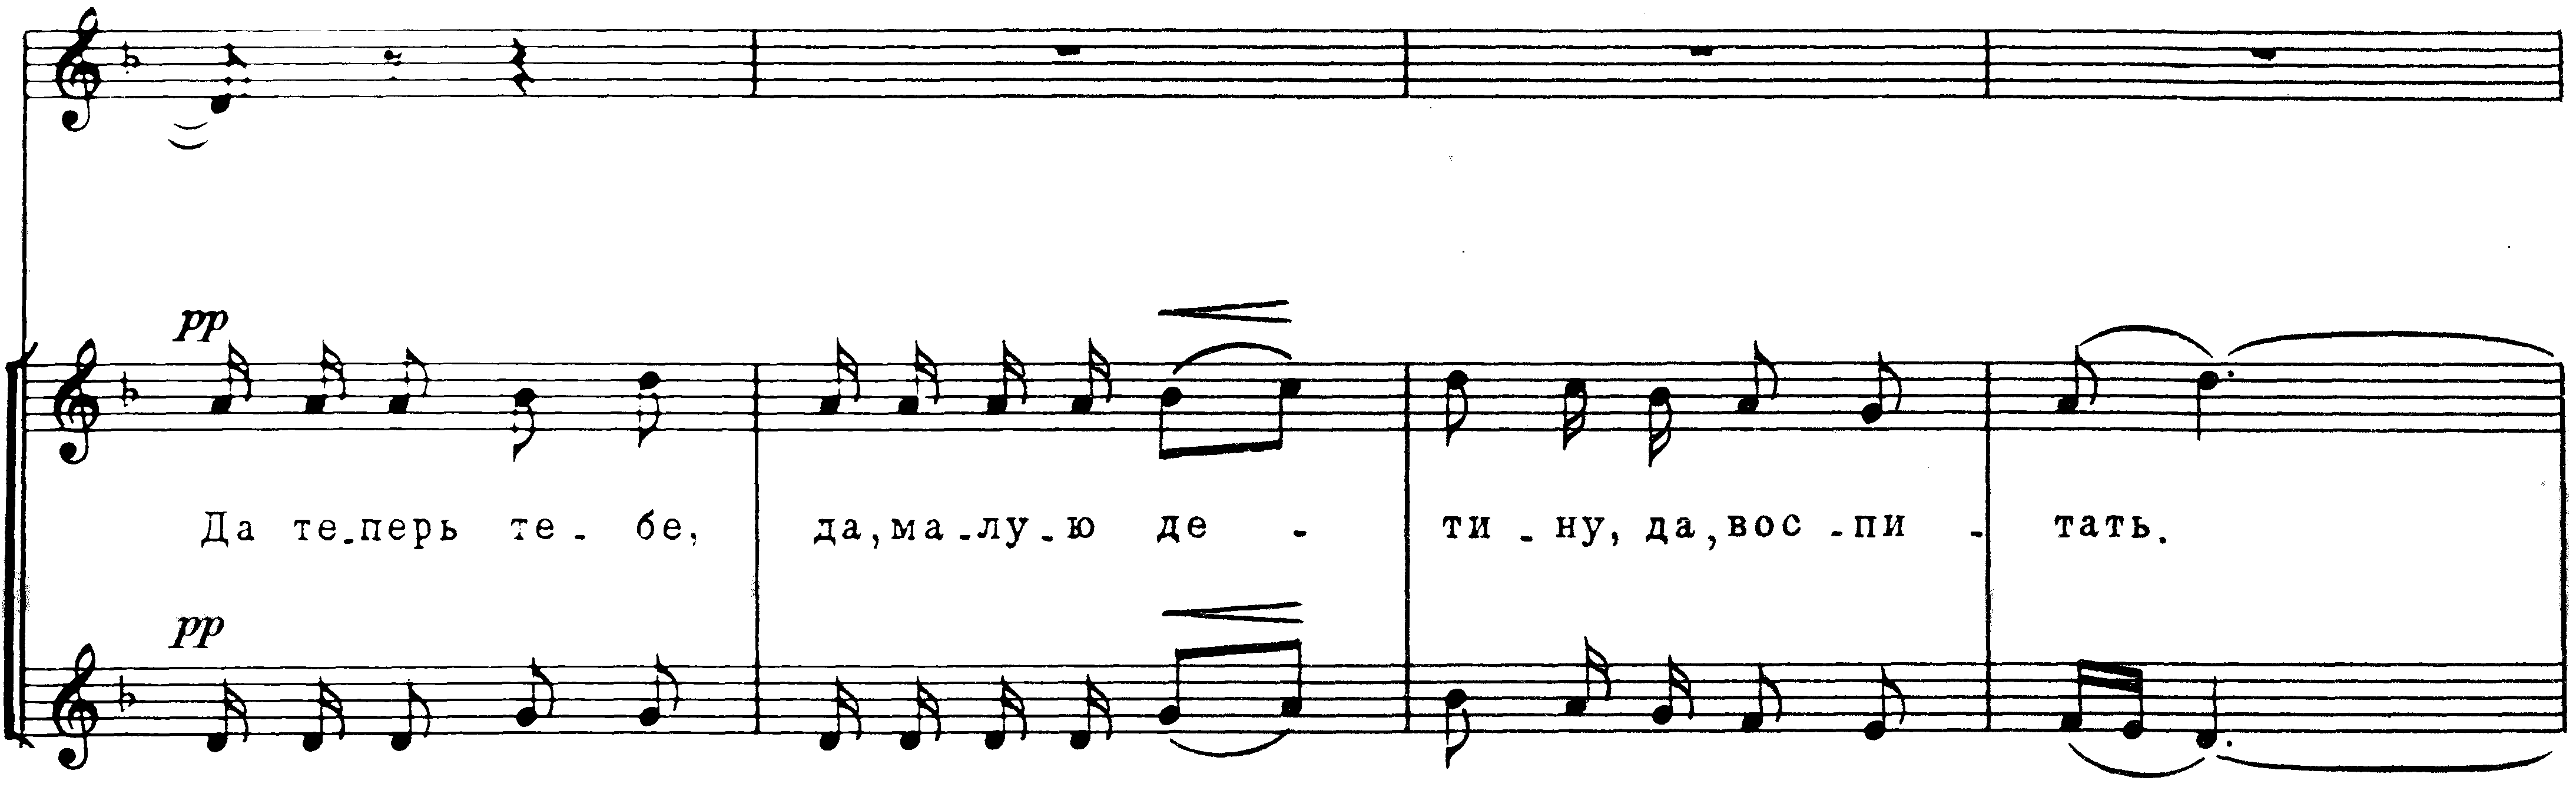 pp
Да те-перь те - бе, да, ма-лу-ю де - ти - ну, да, вос - пи - тать.
pp